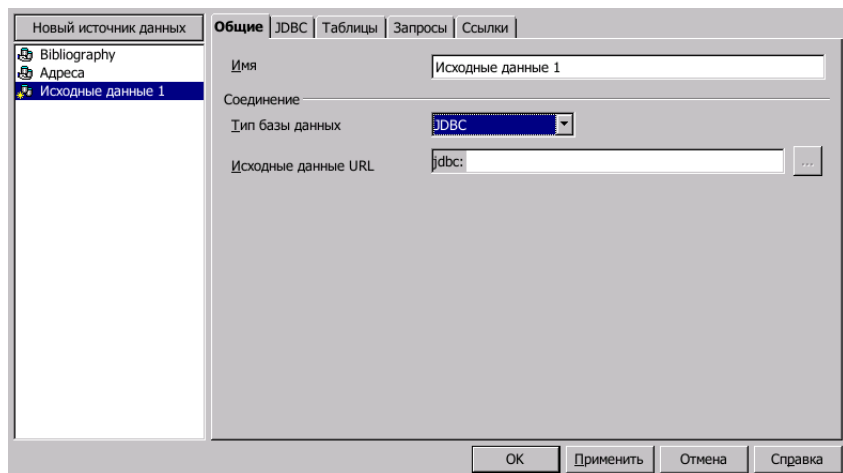 Новый источник данных
Bibliography
Адреса
Исходные данные 1
Общие JDBC Таблицы Запросы Ссылки
Имя Исходные данные 1
Соединение
Тип базы данных JDBC
Исходные данные URL jdbc: ...
OK Применить Отмена Справка